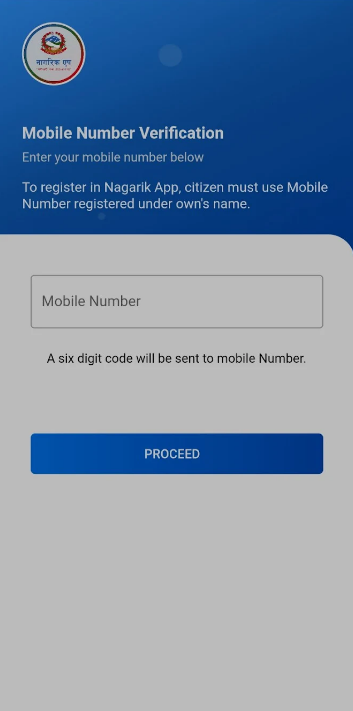 नागरिक एप
Mobile Number Verification
Enter your mobile number below
To register in Nagarik App, citizen must use Mobile
Number registered under own's name.
Mobile Number
A six digit code will be sent to mobile Number.
PROCEED